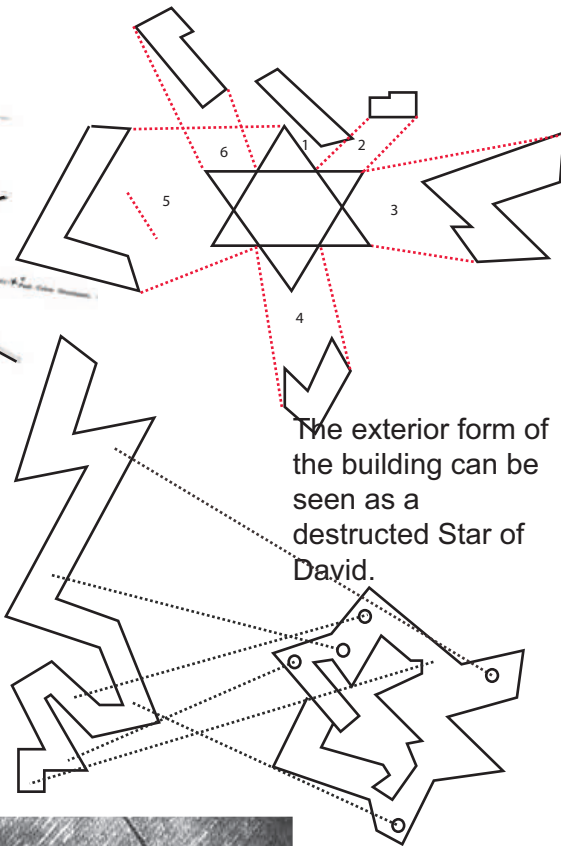 1
2
6
5
3
4
The exterior form of
the building can be
seen as a
destructed Star of
David.